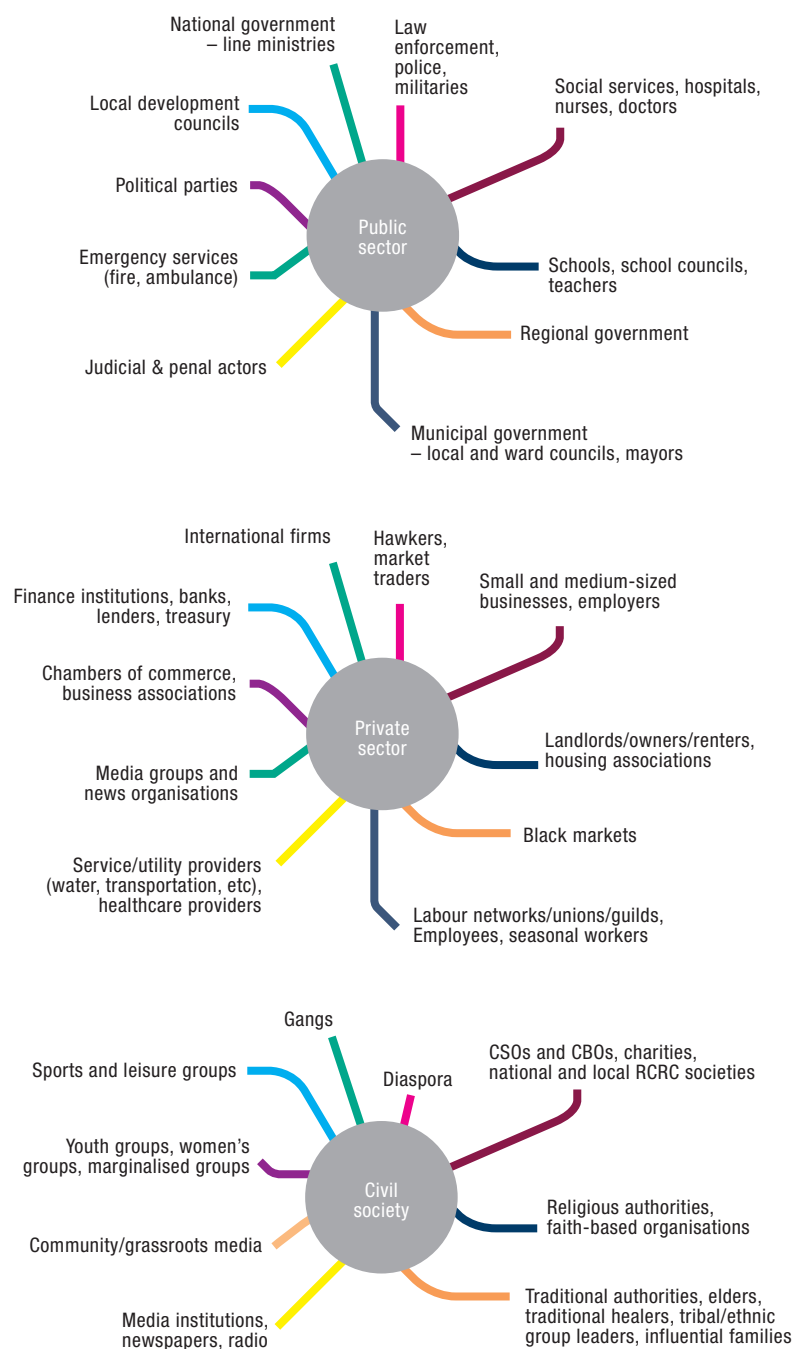 National government
– line ministries
Law
enforcement,
police,
militaries
Social services, hospitals,
nurses, doctors
Local development
councils
Political parties
Public
sector
Emergency services
(fire, ambulance)
Schools, school councils,
teachers
Regional government
Judicial & penal actors
Municipal government
– local and ward councils, mayors
International firms
Hawkers,
market
traders
Small and medium-sized
businesses, employers
Finance institutions, banks,
lenders, treasury
Chambers of commerce,
business associations
Private
sector
Landlords/owners/renters,
housing associations
Media groups and
news organisations
Black markets
Service/utility providers
(water, transportation, etc),
healthcare providers
Labour networks/unions/guilds,
Employees, seasonal workers
Gangs
CSOs and CBOs, charities,
national and local RCRC societies
Sports and leisure groups
Diaspora
Youth groups, women's
groups, marginalised groups
Civil
society
Religious authorities,
faith-based organisations
Community/grassroots media
Traditional authorities, elders,
traditional healers, tribal/ethnic
group leaders, influential families
Media institutions,
newspapers, radio